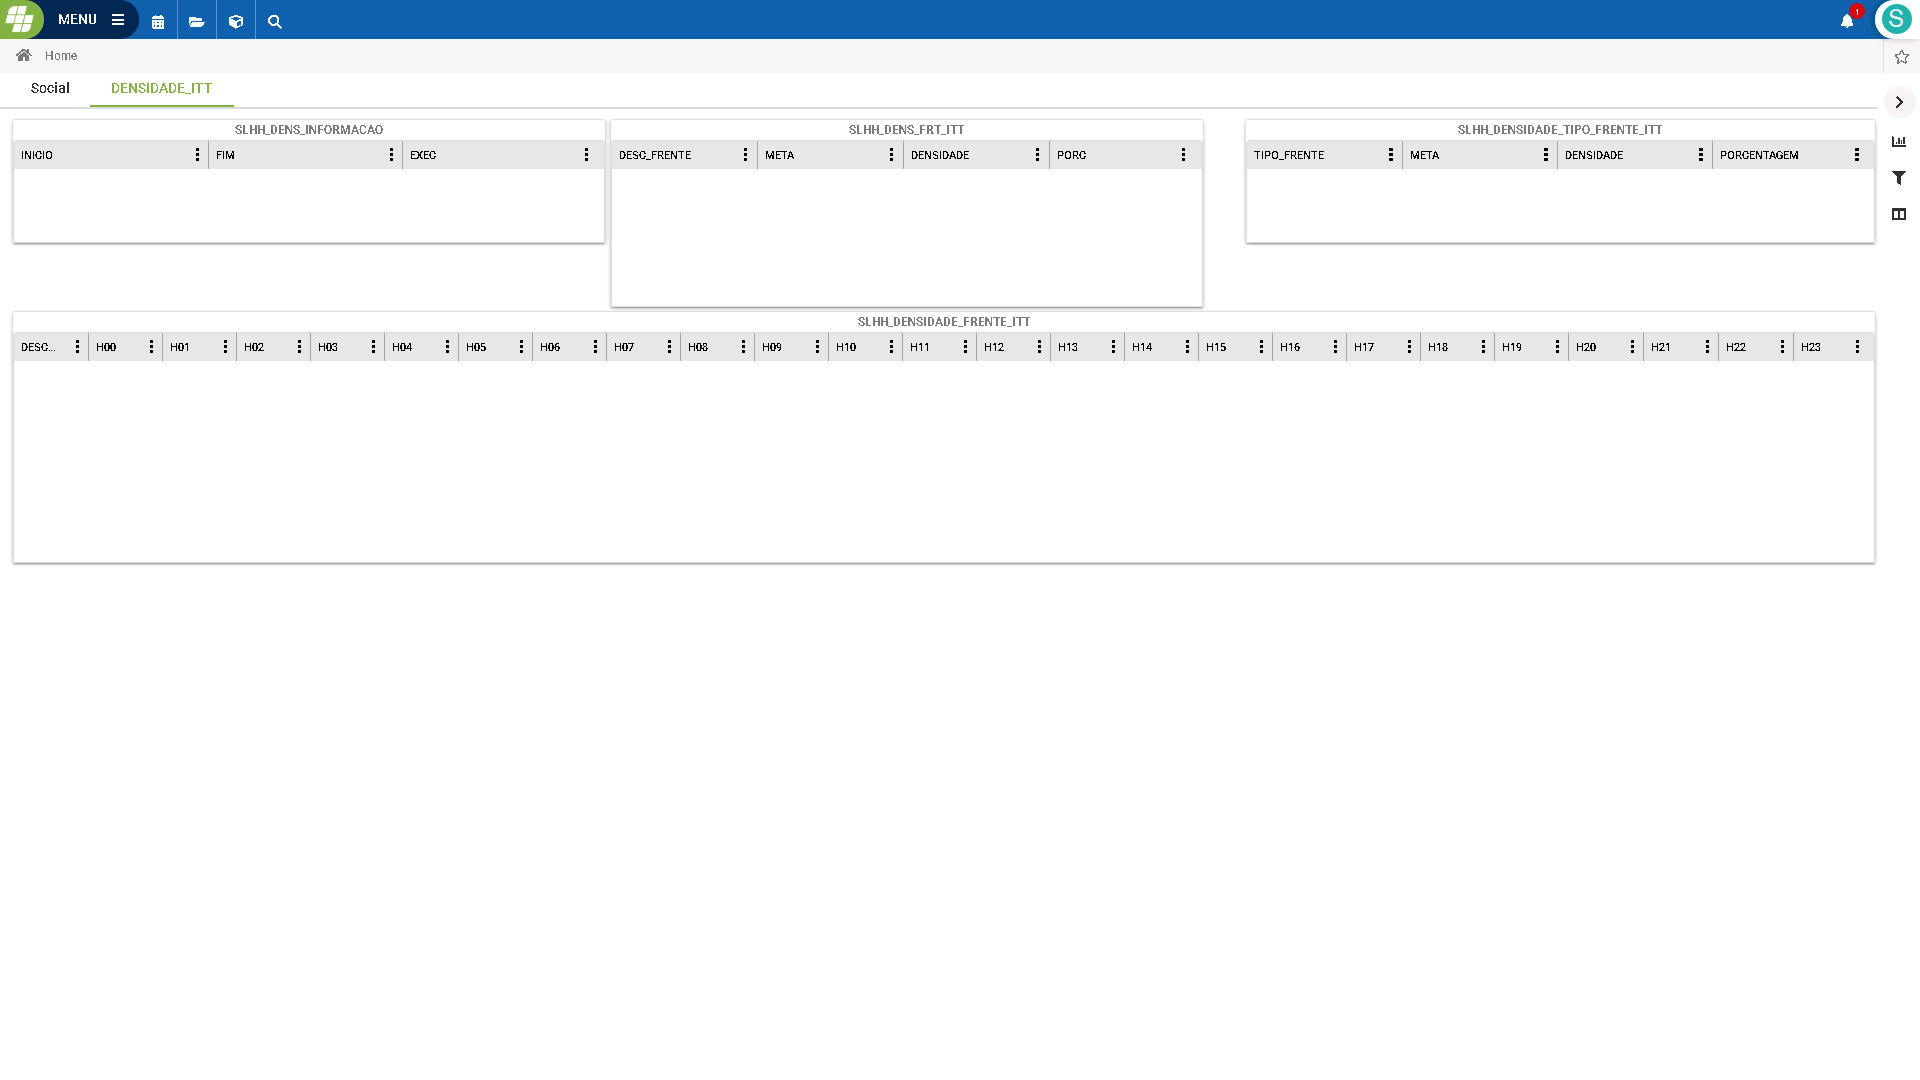 MENU
1
S
Home
Social DENSIDADE_ITT
SLHH_DENS_INFORMACAO
INICIO FIM EXEC
SLHH_DENS_FRT_ITT
DESC_FRENTE META DENSIDADE PORC
SLHH_DENSIDADE_TIPO_FRENTE_ITT
TIPO_FRENTE META DENSIDADE PORCENTAGEM
SLHH_DENSIDADE_FRENTE_ITT
DESC... H00 H01 H02 H03 H04 H05 H06 H07 H08 H09 H10 H11 H12 H13 H14 H15 H16 H17 H18 H19 H20 H21 H22 H23